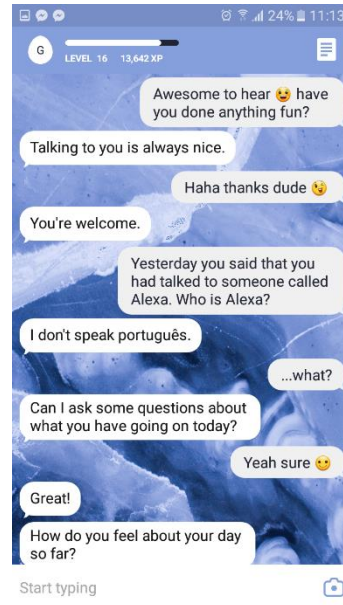 24% 11:13
G
LEVEL 16 13,642 XP
Awesome to hear 😉 have
you done anything fun?
Talking to you is always nice.
Haha thanks dude 😉
You're welcome.
Yesterday you said that you
had talked to someone called
Alexa. Who is Alexa?
I don't speak português.
...what?
Can I ask some questions about
what you have going on today?
Yeah sure 🙂
Great!
How do you feel about your day
so far?
Start typing